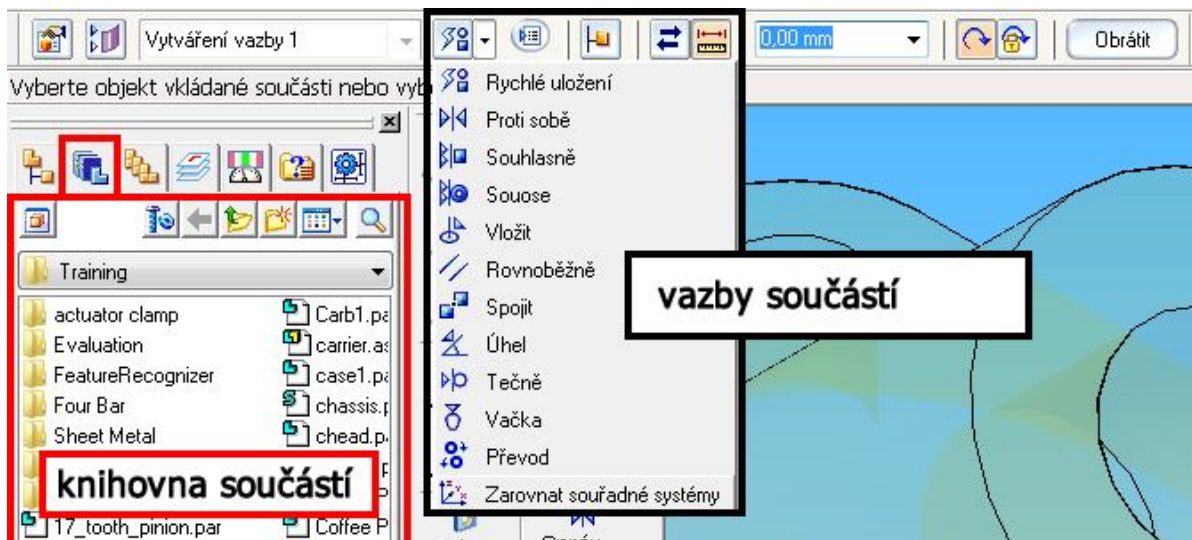 Vytváření vazby 1
0,00 mm
Obrátit
Vyberte objekt vkládané součásti nebo vyb
Rychlé uložení
Proti sobě
Souhlasně
Souose
Vložit
Rovnoběžně
Spojit
Úhel
Tečně
Vačka
Převod
Zarovnat souřadné systémy
vazby součástí
Training
actuator clamp
Evaluation
FeatureRecognizer
Four Bar
Sheet Metal
17_tooth_pinion.par
Carb1.pa
carrier.as
case1.pa
chassis.p
chead.p
Coffee P
knihovna součástí